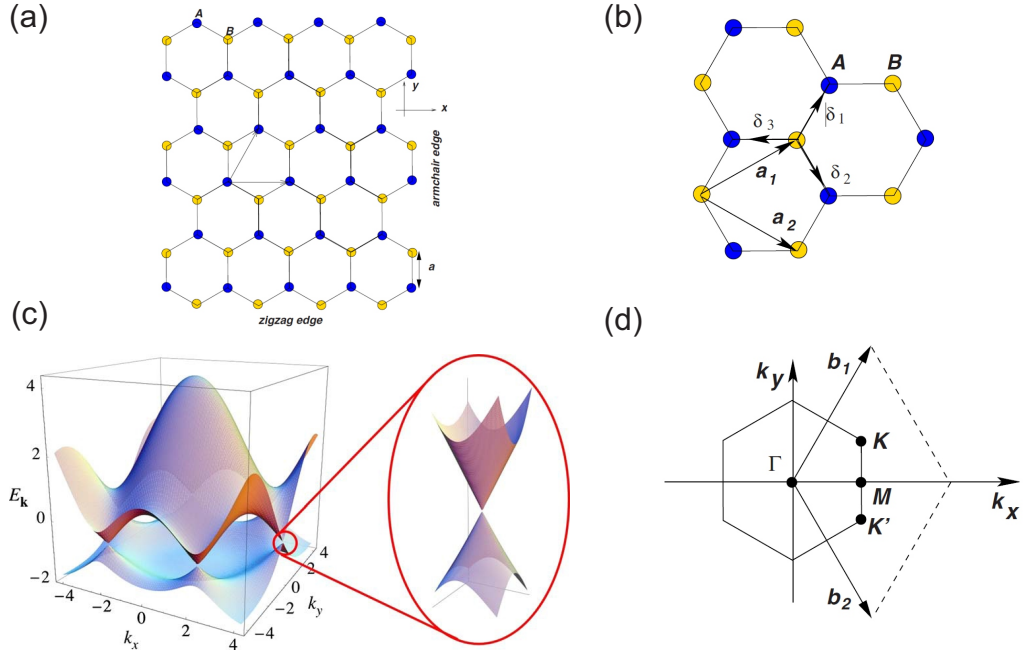 (a)
A
B
y
x
armchair edge
a
zigzag edge
(b)
A
B
δ1
δ3
δ2
a1
a2
(c)
4
2
0
−2
Ek
−4
−2
0
2
4
kx
−4
−2
0
2
4
ky
(d)
ky
b1
K
Γ
M
kx
K'
b2